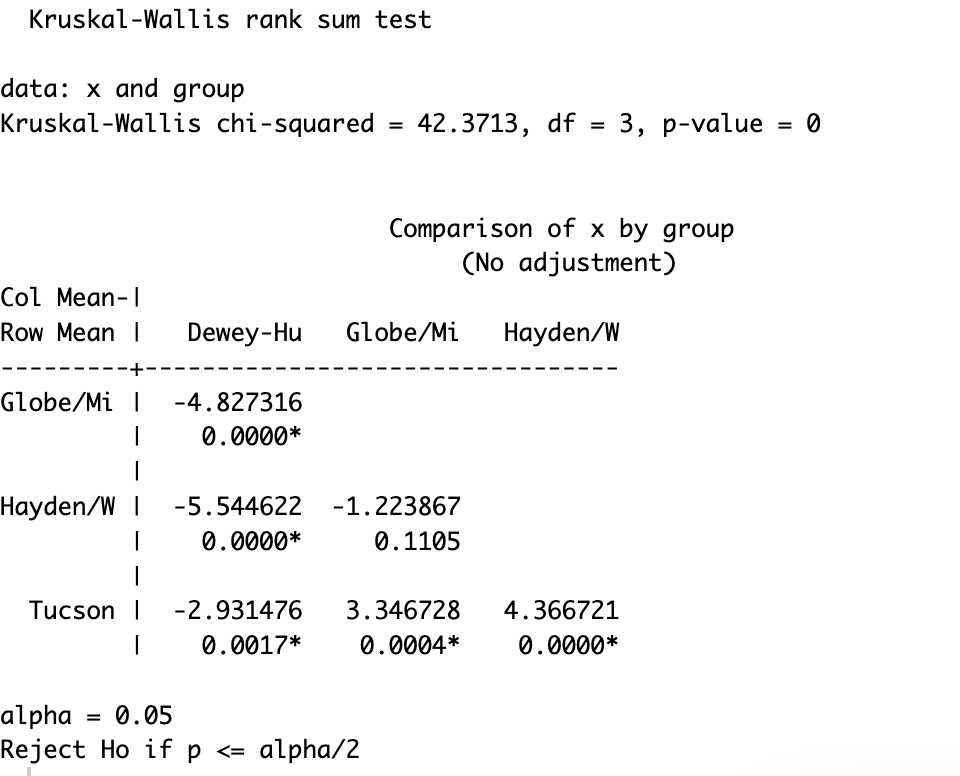 Kruskal-Wallis rank sum test
data: x and group
Kruskal-Wallis chi-squared = 42.3713, df = 3, p-value = 0
Comparison of x by group
(No adjustment)
Col Mean-|
Row Mean |   Dewey-Hu   Globe/Mi   Hayden/W
---------+---------------------------------
Globe/Mi |  -4.827316
         |    0.0000*
         |
Hayden/W |  -5.544622  -1.223867
         |    0.0000*     0.1105
         |
  Tucson |  -2.931476   3.346728   4.366721
         |    0.0017*    0.0004*    0.0000*
alpha = 0.05
Reject Ho if p <= alpha/2